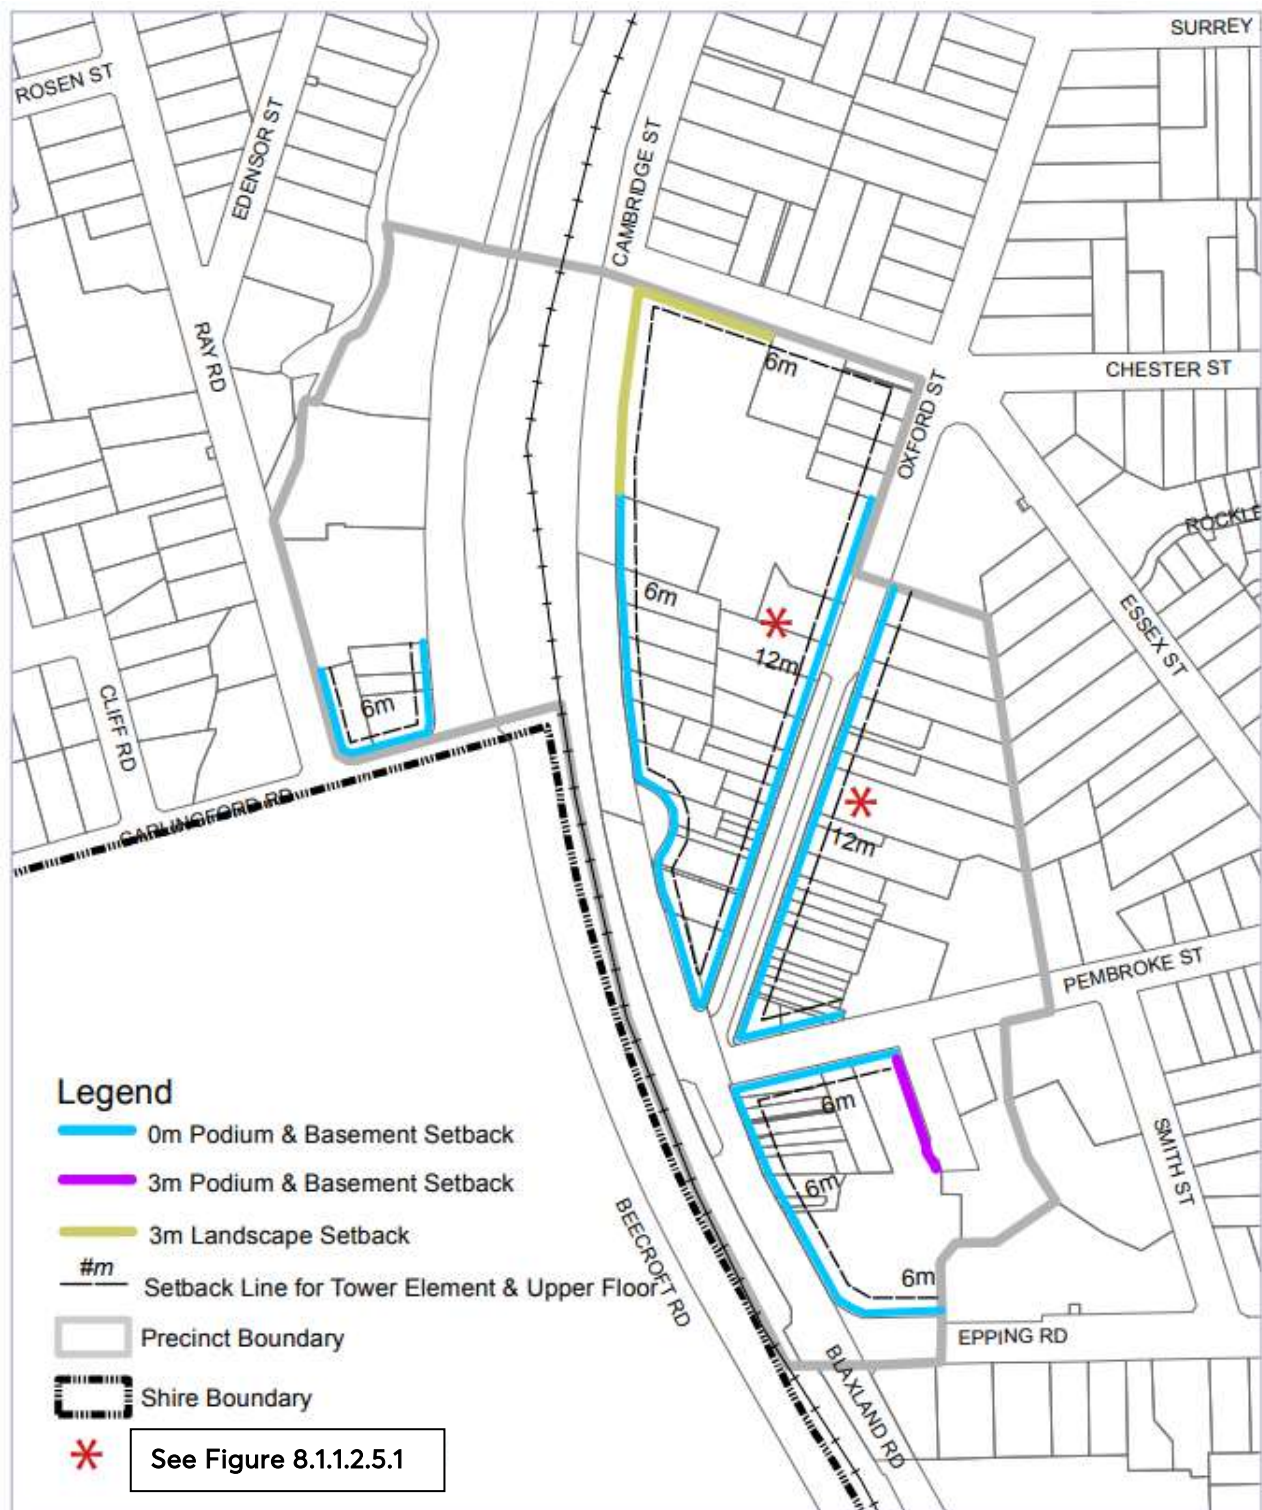 SURREY
ROSEN ST
EDENSOR ST
CAMBRIDGE ST
RAY RD
6m
CHESTER ST
OXFORD ST
ROCKLE
6m
ESSEX ST
12m
6m
CLIFF RD
CARLINGFORD RD
12m
PEMBROKE ST
6m
SMITH ST
6m
BEECROFT RD
6m
EPPING RD
BLAXLAND RD
Legend
0m Podium & Basement Setback
3m Podium & Basement Setback
3m Landscape Setback
#m
Setback Line for Tower Element & Upper Floor
Precinct Boundary
Shire Boundary
See Figure 8.1.1.2.5.1